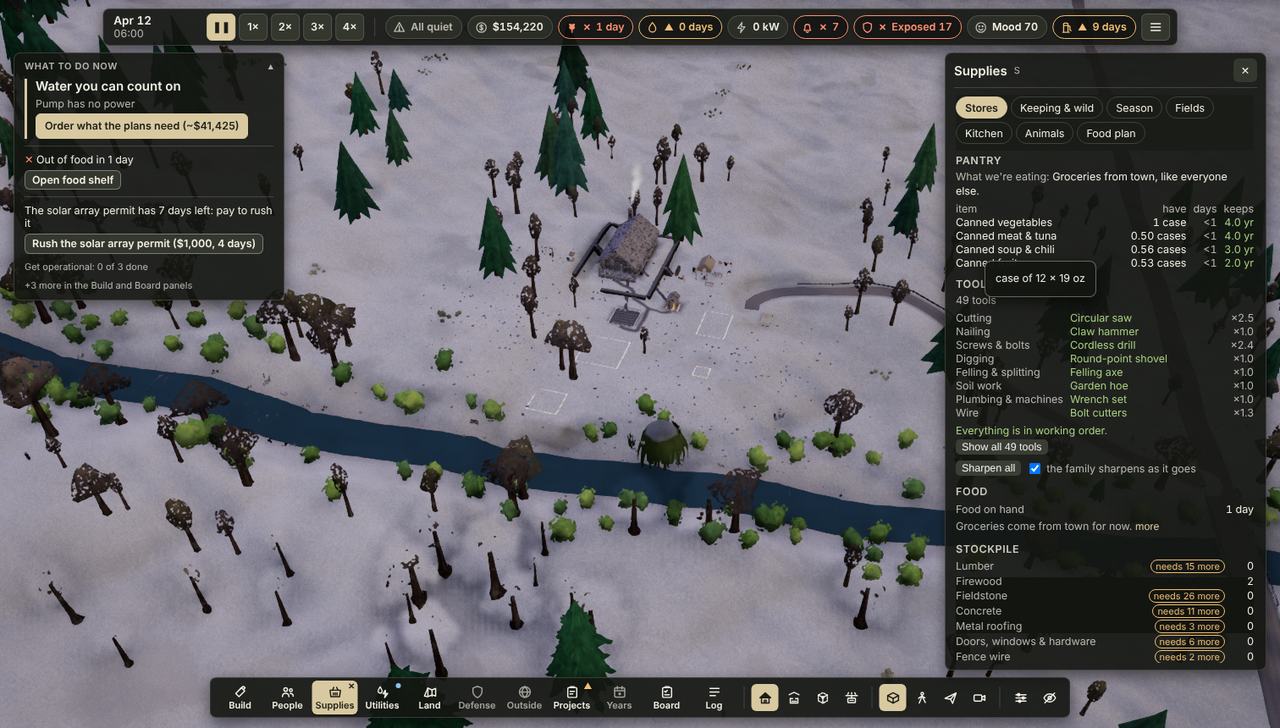 Apr 12
06:00
1×
2×
3×
4×
All quiet
$154,220
× 1 day
▲ 0 days
0 kW
× 7
× Exposed 17
Mood 70
▲ 9 days
WHAT TO DO NOW
Water you can count on
Pump has no power
Order what the plans need (~$41,425)
× Out of food in 1 day
Open food shelf
The solar array permit has 7 days left: pay to rush
it
Rush the solar array permit ($1,000, 4 days)
Get operational: 0 of 3 done
+3 more in the Build and Board panels
Supplies S
Stores
Keeping & wild
Season
Fields
Kitchen
Animals
Food plan
PANTRY
What we're eating: Groceries from town, like everyone
else.
item have days keeps
Canned vegetables 1 case <1 4.0 yr
Canned meat & tuna 0.50 cases <1 4.0 yr
Canned soup & chili 0.56 cases <1 3.0 yr
0.53 cases <1 2.0 yr
case of 12 × 19 oz
49 tools
Cutting Circular saw ×2.5
Nailing Claw hammer ×1.0
Screws & bolts Cordless drill ×2.4
Digging Round-point shovel ×1.0
Felling & splitting Felling axe ×1.0
Soil work Garden hoe ×1.0
Plumbing & machines Wrench set ×1.0
Wire Bolt cutters ×1.3
Everything is in working order.
Show all 49 tools
Sharpen all the family sharpens as it goes
FOOD
Food on hand 1 day
Groceries come from town for now. more
STOCKPILE
Lumber needs 15 more 0
Firewood 2
Fieldstone needs 26 more 0
Concrete needs 11 more 0
Metal roofing needs 3 more 0
Doors, windows & hardware needs 6 more 0
Fence wire needs 2 more 0
Build
People
Supplies
Utilities
Land
Defense
Outside
Projects
Years
Board
Log